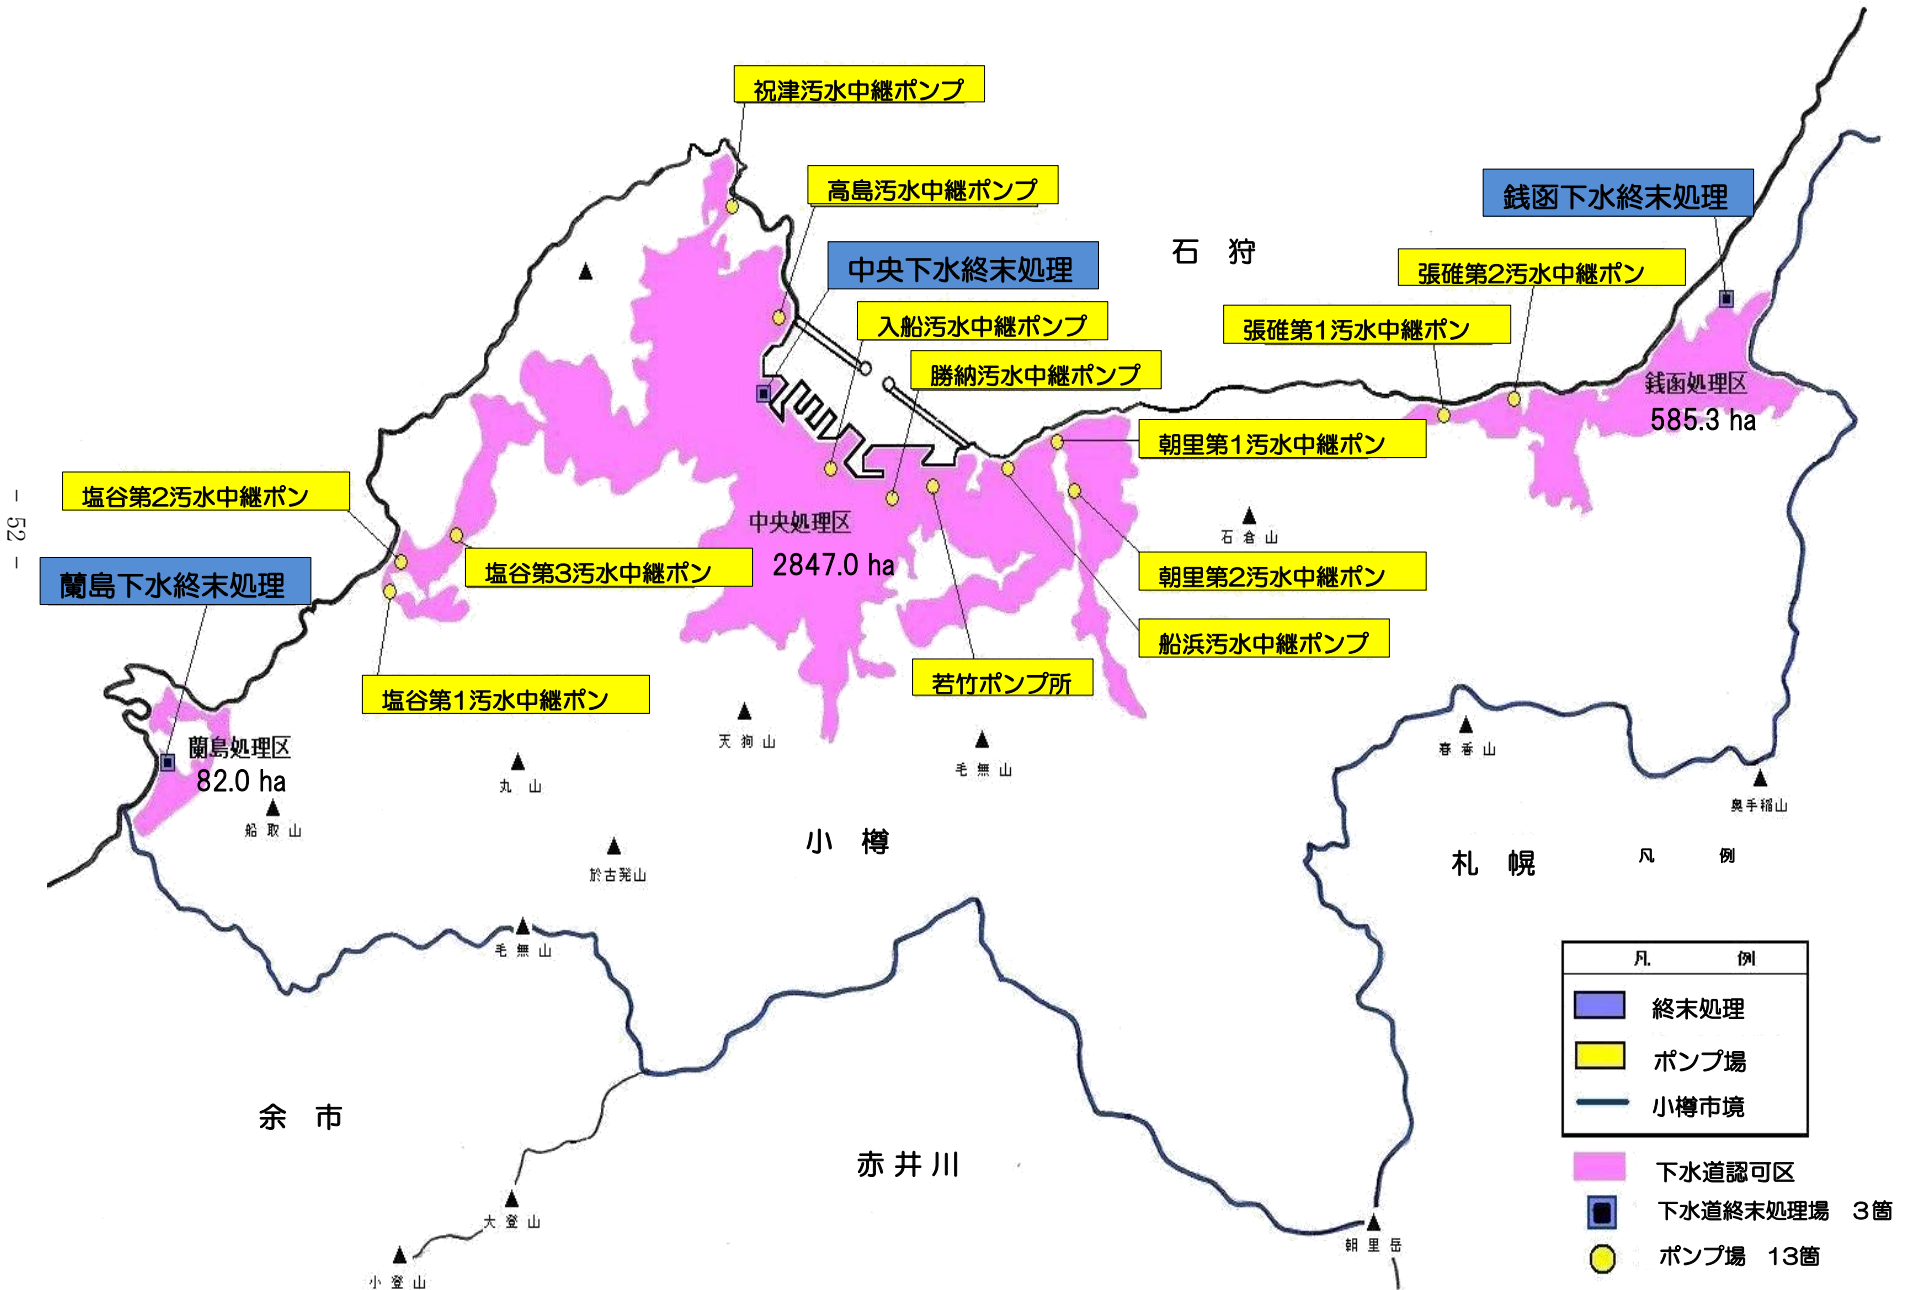 祝津汚水中継ポンプ
高島汚水中継ポンプ
銭函下水終末処理
石 狩
中央下水終末処理
張碓第2汚水中継ポン
入船汚水中継ポンプ
張碓第1汚水中継ポン
勝納汚水中継ポンプ
銭函処理区
585.3 ha
朝里第1汚水中継ポン
塩谷第2汚水中継ポン
- 52 -
中央処理区
2847.0 ha
石倉山
塩谷第3汚水中継ポン
朝里第2汚水中継ポン
蘭島下水終末処理
船浜汚水中継ポンプ
若竹ポンプ所
塩谷第1汚水中継ポン
蘭島処理区
82.0 ha
天狗山
毛無山
春香山
丸山
船取山
奥手稲山
小 樽
札 幌
凡 例
於古発山
毛無山
凡 例
終末処理
ポンプ場
小樽市境
余 市
赤井川
下水道認可区
下水道終末処理場 3箇
ポンプ場 13箇
大登山
朝里岳
小登山